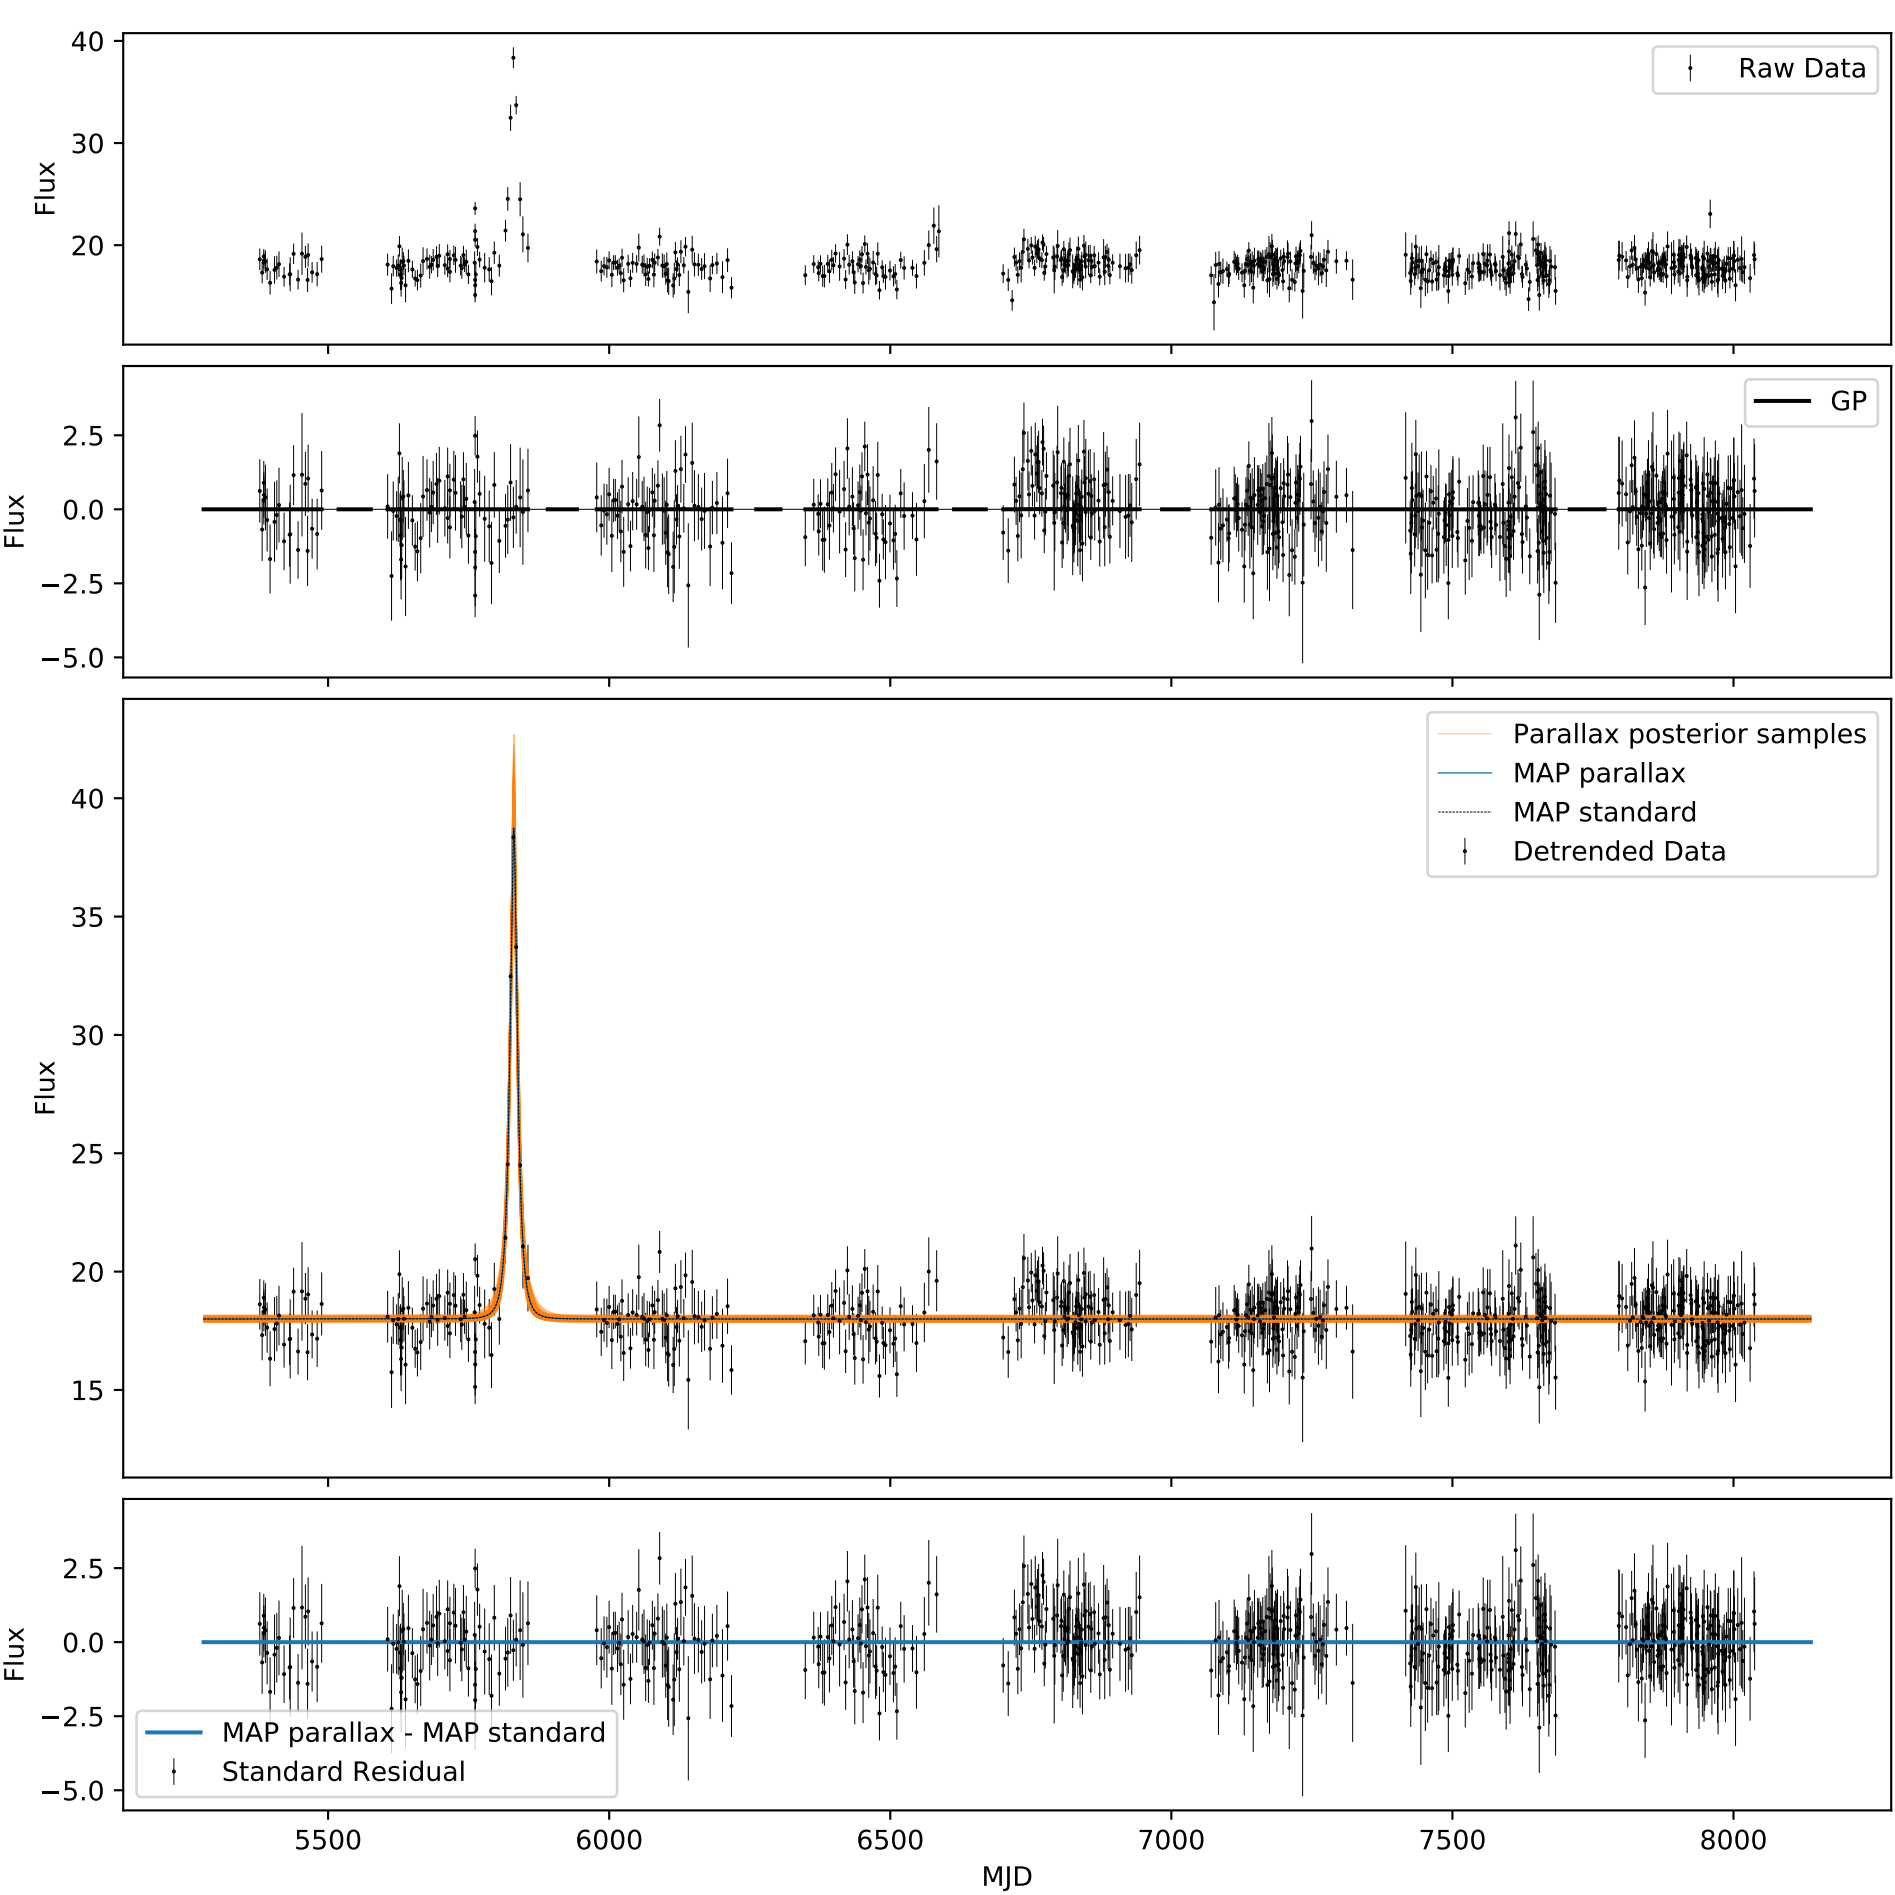 40
30
20
Flux
Raw Data
2.5
0.0
−2.5
−5.0
Flux
GP
40
35
30
25
20
15
Flux
Parallax posterior samples
MAP parallax
MAP standard
Detrended Data
2.5
0.0
−2.5
−5.0
Flux
MAP parallax - MAP standard
Standard Residual
5500 6000 6500 7000 7500 8000
MJD